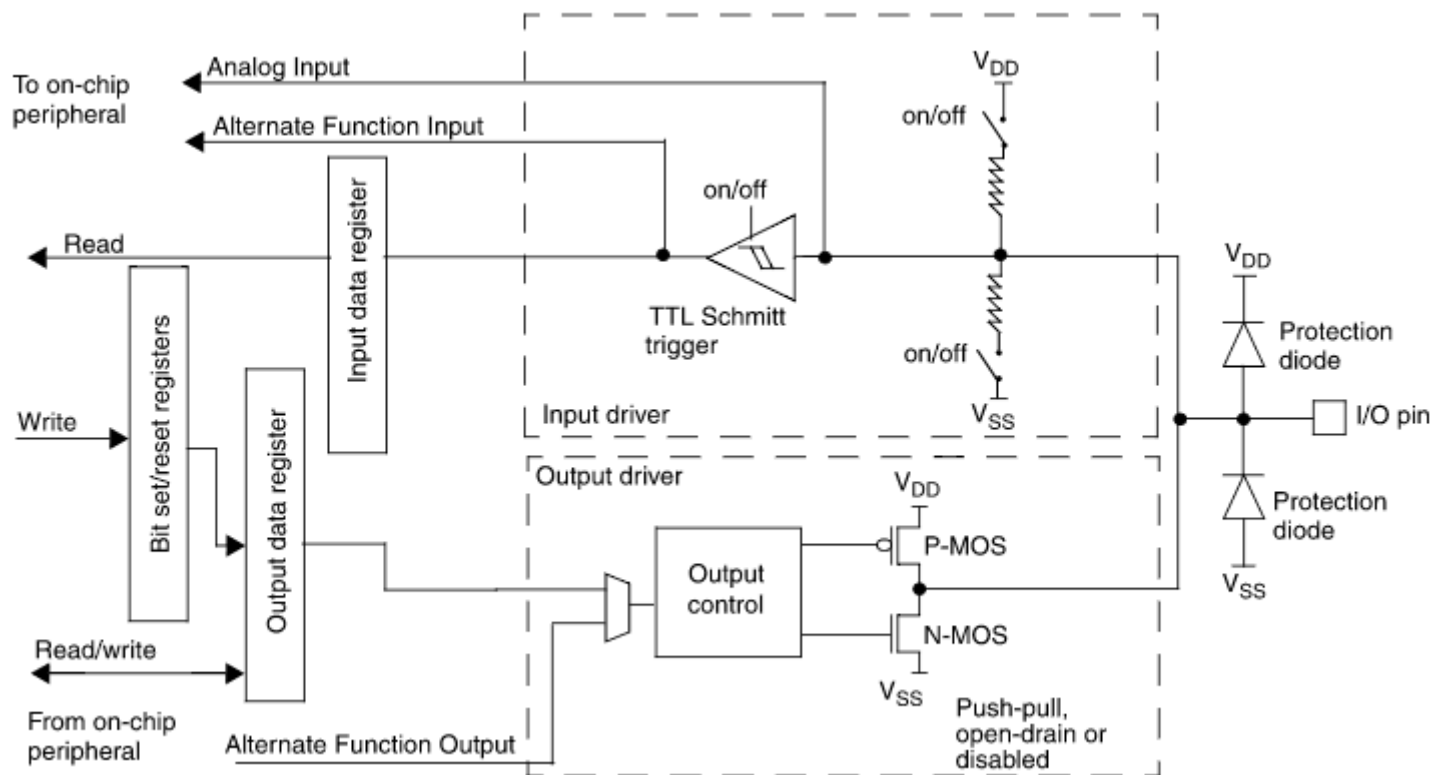 To on-chip
peripheral
Analog Input
Alternate Function Input
VDD
on/off
on/off
Input data register
Read
TTL Schmitt
trigger
on/off
VSS
VDD
Protection
diode
Bit set/reset registers
Write
Input driver
I/O pin
Output data register
Output driver
VDD
P-MOS
Output
control
N-MOS
VSS
Protection
diode
VSS
Read/write
From on-chip
peripheral
Alternate Function Output
Push-pull,
open-drain or
disabled